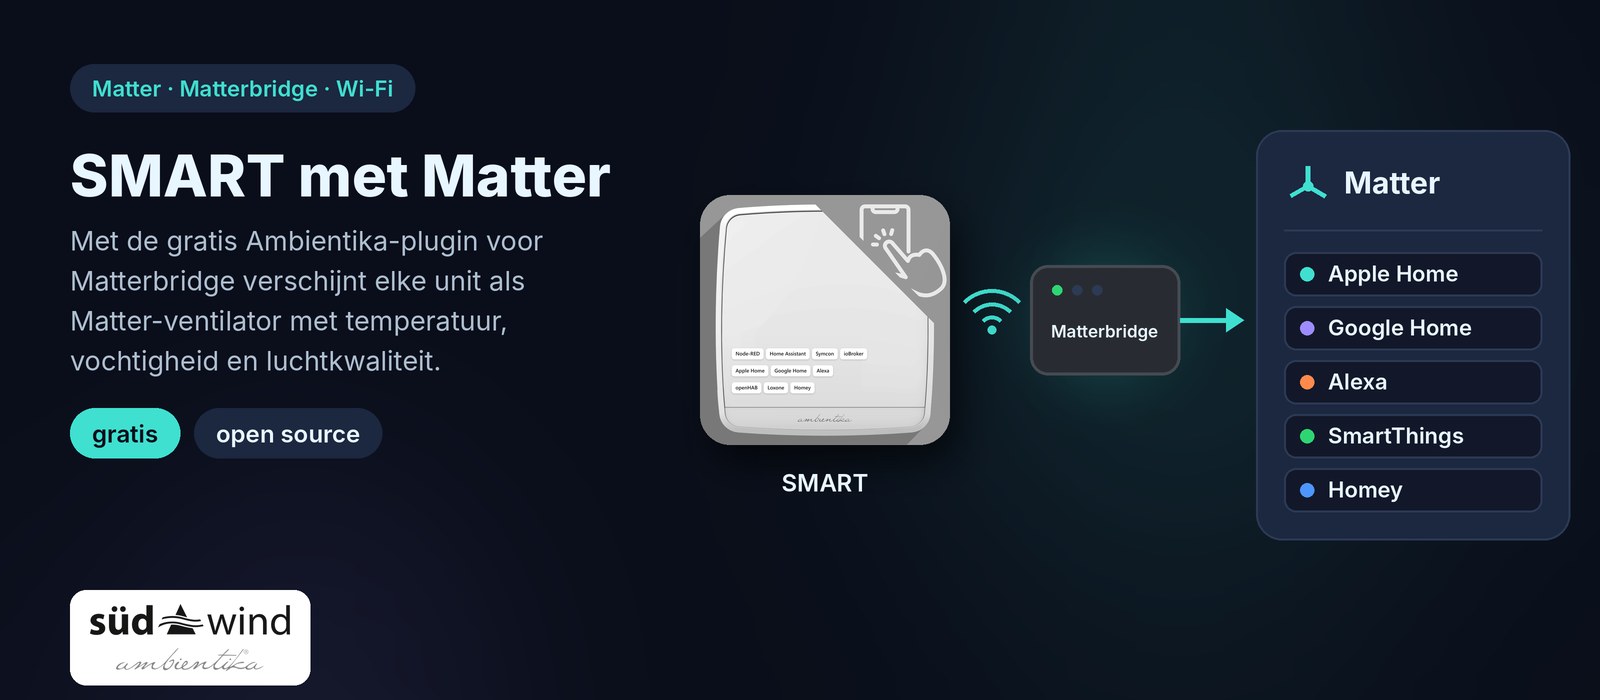 Matter · Matterbridge · Wi-Fi
SMART met Matter
Met de gratis Ambientika-plugin voor
Matterbridge verschijnt elke unit als
Matter-ventilator met temperatuur,
vochtigheid en luchtkwaliteit.
gratis
open source
Node-RED
Home Assistant
Symcon
ioBroker
Apple Home
Google Home
Alexa
openHAB
Loxone
Homey
ambientika
SMART
Matterbridge
Matter
Apple Home
Google Home
Alexa
SmartThings
Homey
süd wind
ambientika®